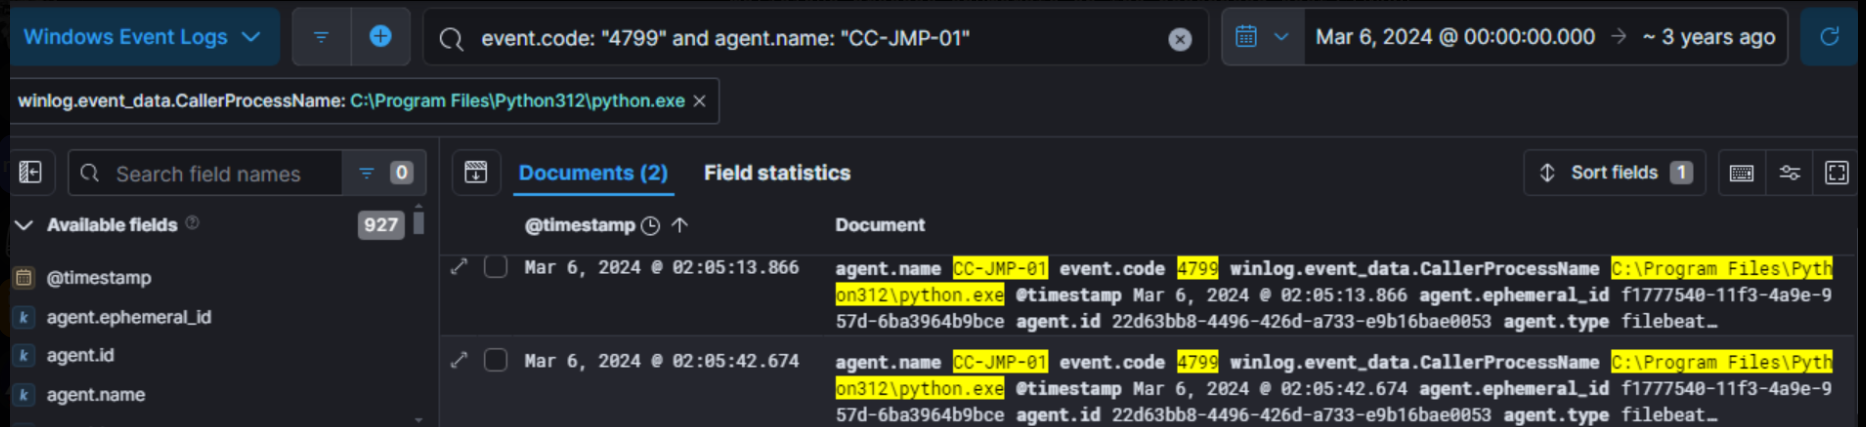 Windows Event Logs
event.code: "4799" and agent.name: "CC-JMP-01"
Mar 6, 2024 @ 00:00:00.000 → ~ 3 years ago
winlog.event_data.CallerProcessName: C:\Program Files\Python312\python.exe ×
Search field names 0
Documents (2) Field statistics
Sort fields 1
Available fields 927
@timestamp ↑ Document
@timestamp
agent.ephemeral_id
agent.id
agent.name
Mar 6, 2024 @ 02:05:13.866
agent.name CC-JMP-01 event.code 4799 winlog.event_data.CallerProcessName C:\Program Files\Pyth
on312\python.exe @timestamp Mar 6, 2024 @ 02:05:13.866 agent.ephemeral_id f1777540-11f3-4a9e-9
57d-6ba3964b9bce agent.id 22d63bb8-4496-426d-a733-e9b16bae0053 agent.type filebeat…
Mar 6, 2024 @ 02:05:42.674
agent.name CC-JMP-01 event.code 4799 winlog.event_data.CallerProcessName C:\Program Files\Pyth
on312\python.exe @timestamp Mar 6, 2024 @ 02:05:42.674 agent.ephemeral_id f1777540-11f3-4a9e-9
57d-6ba3964b9bce agent.id 22d63bb8-4496-426d-a733-e9b16bae0053 agent.type filebeat…